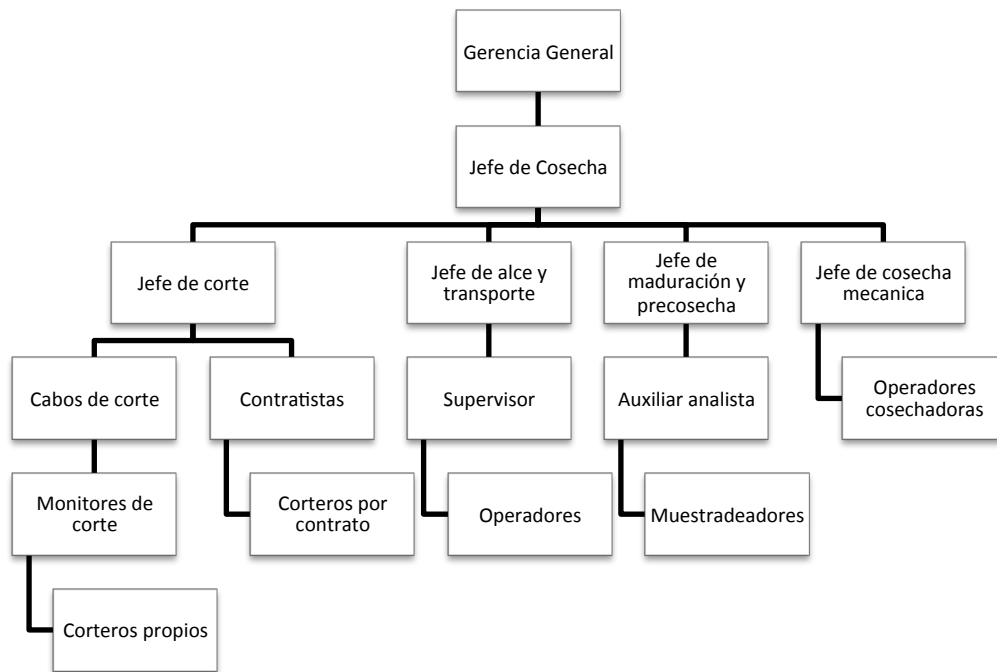 Gerencia General
Jefe de Cosecha
Jefe de corte
Jefe de alce y
transporte
Jefe de
maduración y
precosecha
Jefe de cosecha
mecanica
Cabos de corte
Contratistas
Supervisor
Auxiliar analista
Operadores
cosechadoras
Monitores de
corte
Corteros por
contrato
Operadores
Muestradeadores
Corteros propios